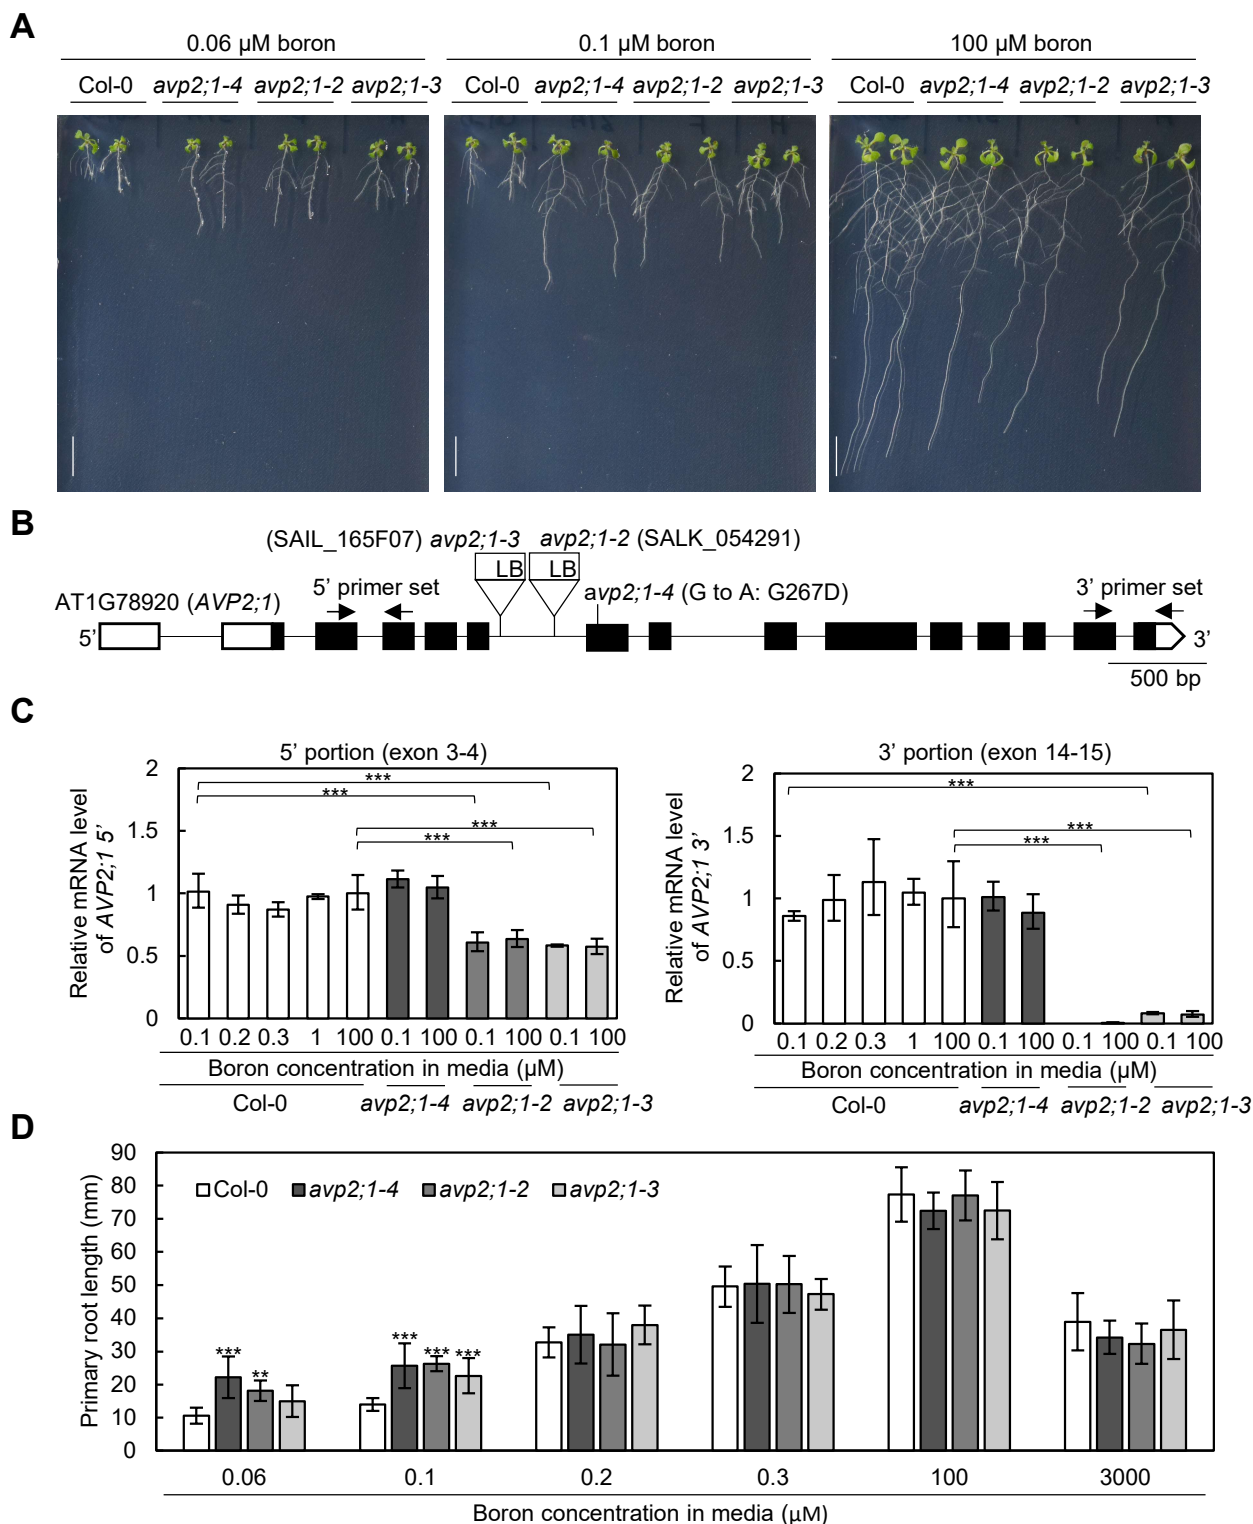 A
0.06 µM boron 0.1 µM boron 100 µM boron
Col-0 avp2;1-4 avp2;1-2 avp2;1-3 Col-0 avp2;1-4 avp2;1-2 avp2;1-3 Col-0 avp2;1-4 avp2;1-2 avp2;1-3
B
(SAIL_165F07) avp2;1-3 avp2;1-2 (SALK_054291)
LB LB
5’ primer set avp2;1-4 (G to A: G267D) 3’ primer set
AT1G78920 (AVP2;1)
5’ 3’
500 bp
C
5’ portion (exon 3-4)
Relative mRNA level
of AVP2;1 5’
2
1.5
1
0.5
0
***
***
***
***
0.1 0.2 0.3 1 100 0.1 100 0.1 100 0.1 100
Boron concentration in media (µM)
Col-0 avp2;1-4 avp2;1-2 avp2;1-3
3’ portion (exon 14-15)
Relative mRNA level
of AVP2;1 3’
2
1.5
1
0.5
0
***
***
***
0.1 0.2 0.3 1 100 0.1 100 0.1 100 0.1 100
Boron concentration in media (µM)
Col-0 avp2;1-4 avp2;1-2 avp2;1-3
D
Primary root length (mm)
90
80
70
60
50
40
30
20
10
0
Col-0 avp2;1-4 avp2;1-2 avp2;1-3
*** **
*** *** ***
0.06 0.1 0.2 0.3 100 3000
Boron concentration in media (µM)